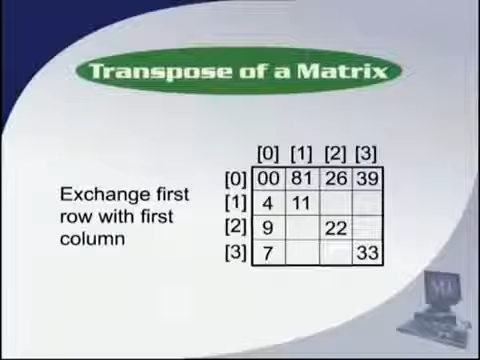 Transpose of a Matrix
Exchange first
row with first
column
[0] [1] [2] [3]
[0] 00 81 26 39
[1] 4 11
[2] 9 22
[3] 7 33